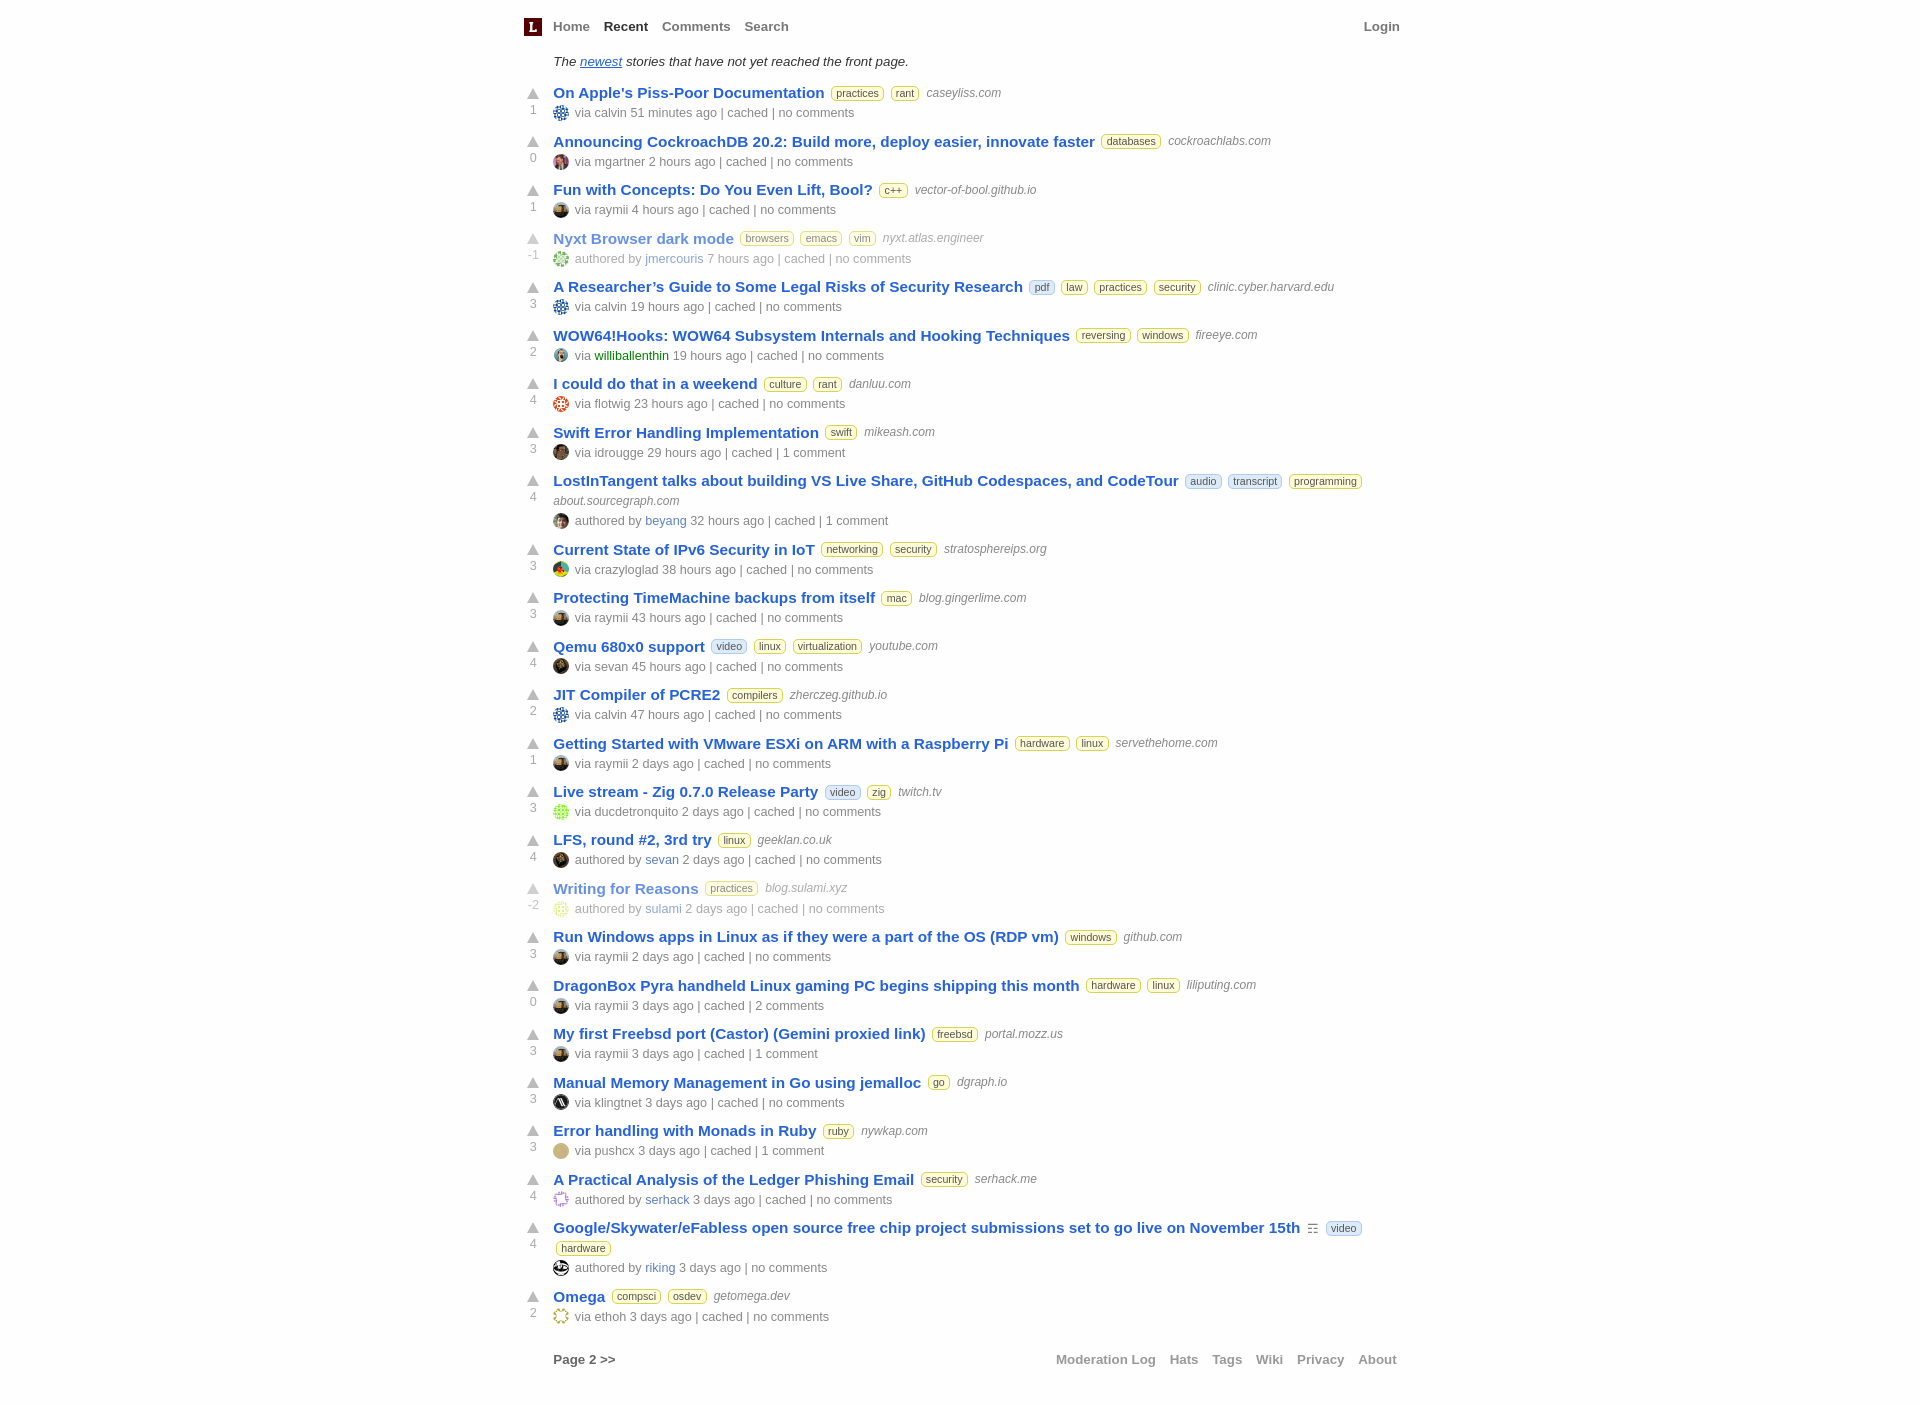 L Home Recent Comments Search Login
The newest stories that have not yet reached the front page.
On Apple's Piss-Poor Documentation practices rant caseyliss.com
1 via calvin 51 minutes ago | cached | no comments
Announcing CockroachDB 20.2: Build more, deploy easier, innovate faster databases cockroachlabs.com
0 via mgartner 2 hours ago | cached | no comments
Fun with Concepts: Do You Even Lift, Bool? c++ vector-of-bool.github.io
1 via raymii 4 hours ago | cached | no comments
Nyxt Browser dark mode browsers emacs vim nyxt.atlas.engineer
-1 authored by jmercouris 7 hours ago | cached | no comments
A Researcher’s Guide to Some Legal Risks of Security Research pdf law practices security clinic.cyber.harvard.edu
3 via calvin 19 hours ago | cached | no comments
WOW64!Hooks: WOW64 Subsystem Internals and Hooking Techniques reversing windows fireeye.com
2 via williballenthin 19 hours ago | cached | no comments
I could do that in a weekend culture rant danluu.com
4 via flotwig 23 hours ago | cached | no comments
Swift Error Handling Implementation swift mikeash.com
3 via idrougge 29 hours ago | cached | 1 comment
LostInTangent talks about building VS Live Share, GitHub Codespaces, and CodeTour audio transcript programming
4 about.sourcegraph.com
authored by beyang 32 hours ago | cached | 1 comment
Current State of IPv6 Security in IoT networking security stratosphereips.org
3 via crazyloglad 38 hours ago | cached | no comments
Protecting TimeMachine backups from itself mac blog.gingerlime.com
3 via raymii 43 hours ago | cached | no comments
Qemu 680x0 support video linux virtualization youtube.com
4 via sevan 45 hours ago | cached | no comments
JIT Compiler of PCRE2 compilers zherczeg.github.io
2 via calvin 47 hours ago | cached | no comments
Getting Started with VMware ESXi on ARM with a Raspberry Pi hardware linux servethehome.com
1 via raymii 2 days ago | cached | no comments
Live stream - Zig 0.7.0 Release Party video zig twitch.tv
3 via ducdetronquito 2 days ago | cached | no comments
LFS, round #2, 3rd try linux geeklan.co.uk
4 authored by sevan 2 days ago | cached | no comments
Writing for Reasons practices blog.sulami.xyz
-2 authored by sulami 2 days ago | cached | no comments
Run Windows apps in Linux as if they were a part of the OS (RDP vm) windows github.com
3 via raymii 2 days ago | cached | no comments
DragonBox Pyra handheld Linux gaming PC begins shipping this month hardware linux liliputing.com
0 via raymii 3 days ago | cached | 2 comments
My first Freebsd port (Castor) (Gemini proxied link) freebsd portal.mozz.us
3 via raymii 3 days ago | cached | 1 comment
Manual Memory Management in Go using jemalloc go dgraph.io
3 via klingtnet 3 days ago | cached | no comments
Error handling with Monads in Ruby ruby nywkap.com
3 via pushcx 3 days ago | cached | 1 comment
A Practical Analysis of the Ledger Phishing Email security serhack.me
4 authored by serhack 3 days ago | cached | no comments
Google/Skywater/eFabless open source free chip project submissions set to go live on November 15th ☶ video
4 hardware
authored by riking 3 days ago | no comments
Omega compsci osdev getomega.dev
2 via ethoh 3 days ago | cached | no comments
Page 2 >> Moderation Log Hats Tags Wiki Privacy About